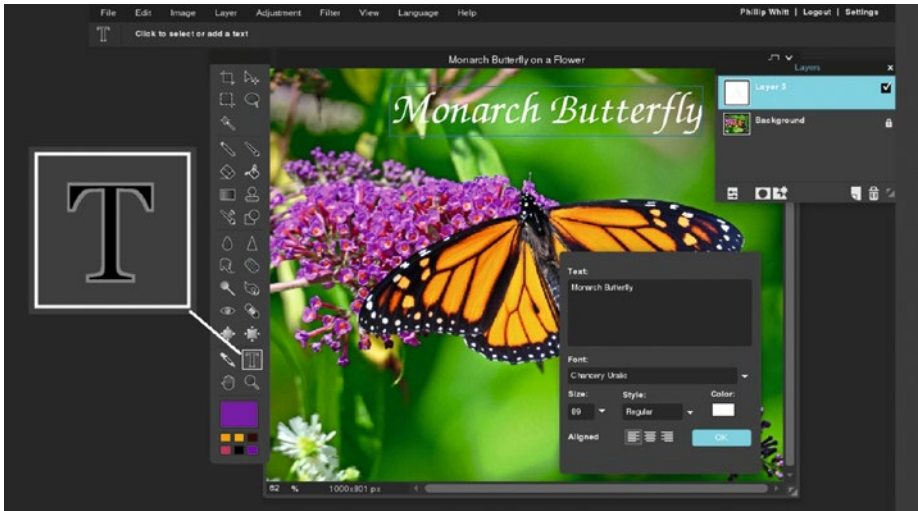 File Edit Image Layer Adjustment Filter View Language Help Phillip Whitt | Logout | Settings
T Click to select or add a text
Monarch Butterfly on a Flower
Layers
Layer 3
Background
Monarch Butterfly
T
Text:
Monarch Butterfly
Font:
Chancery Uralic
Size: Style: Color:
89 Regular
Aligned OK
T
62 % 1000x801 px